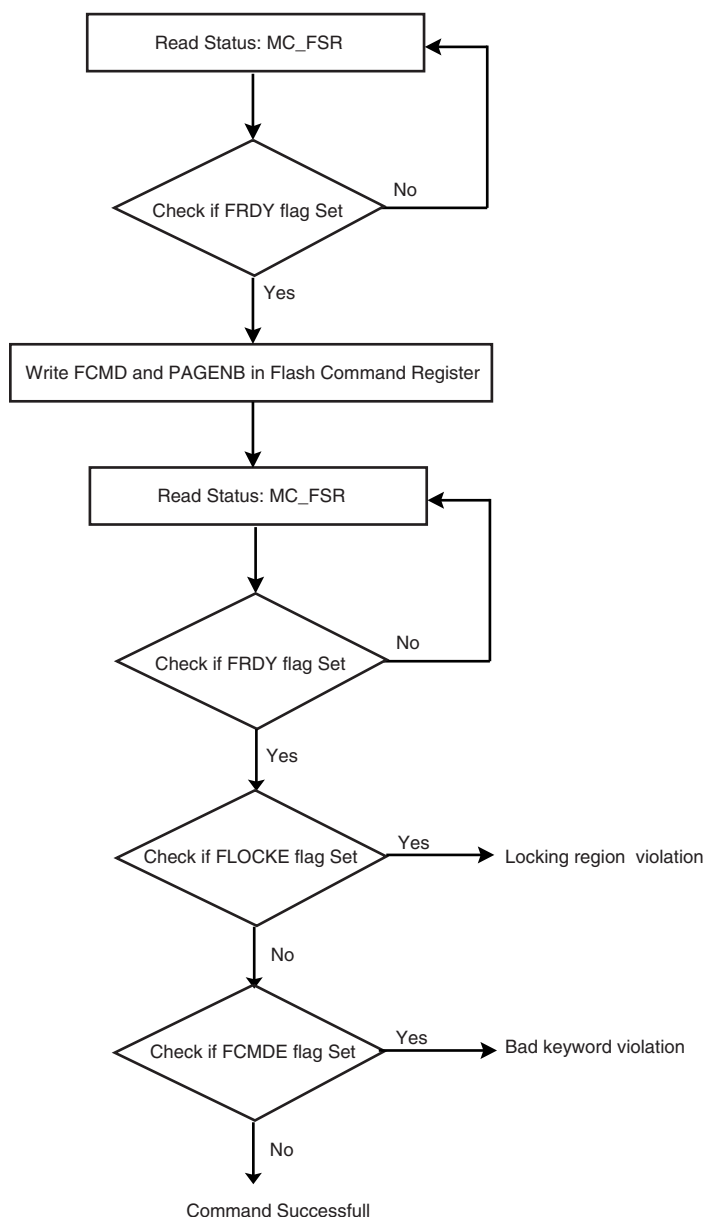 Read Status: MC_FSR
No
Check if FRDY flag Set
Yes
Write FCMD and PAGENB in Flash Command Register
Read Status: MC_FSR
No
Check if FRDY flag Set
Yes
Yes
Check if FLOCKE flag Set
Locking region violation
No
Yes
Check if FCMDE flag Set
Bad keyword violation
No
Command Successfull